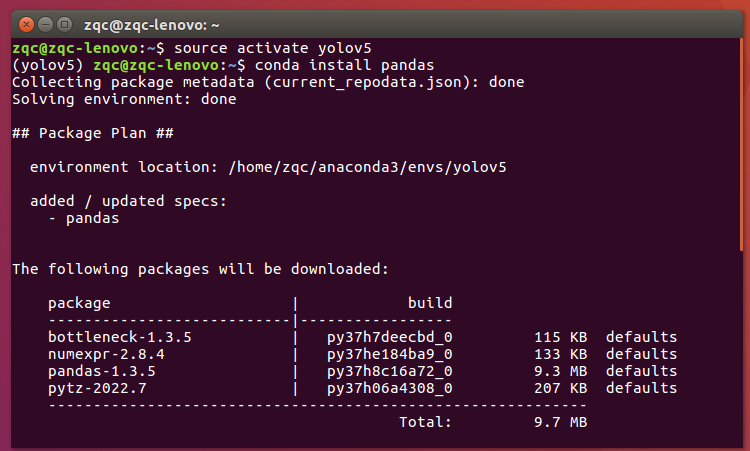 zqc@zqc-lenovo: ~
zqc@zqc-lenovo:~$ source activate yolov5
(yolov5) zqc@zqc-lenovo:~$ conda install pandas
Collecting package metadata (current_repodata.json): done
Solving environment: done
## Package Plan ##
environment location: /home/zqc/anaconda3/envs/yolov5
added / updated specs:
- pandas
The following packages will be downloaded:
package | build
---------------------------|-----------------
bottleneck-1.3.5 | py37h7deecbd_0 115 KB defaults
numexpr-2.8.4 | py37he184ba9_0 133 KB defaults
pandas-1.3.5 | py37h8c16a72_0 9.3 MB defaults
pytz-2022.7 | py37h06a4308_0 207 KB defaults
------------------------------------------------------------
Total: 9.7 MB